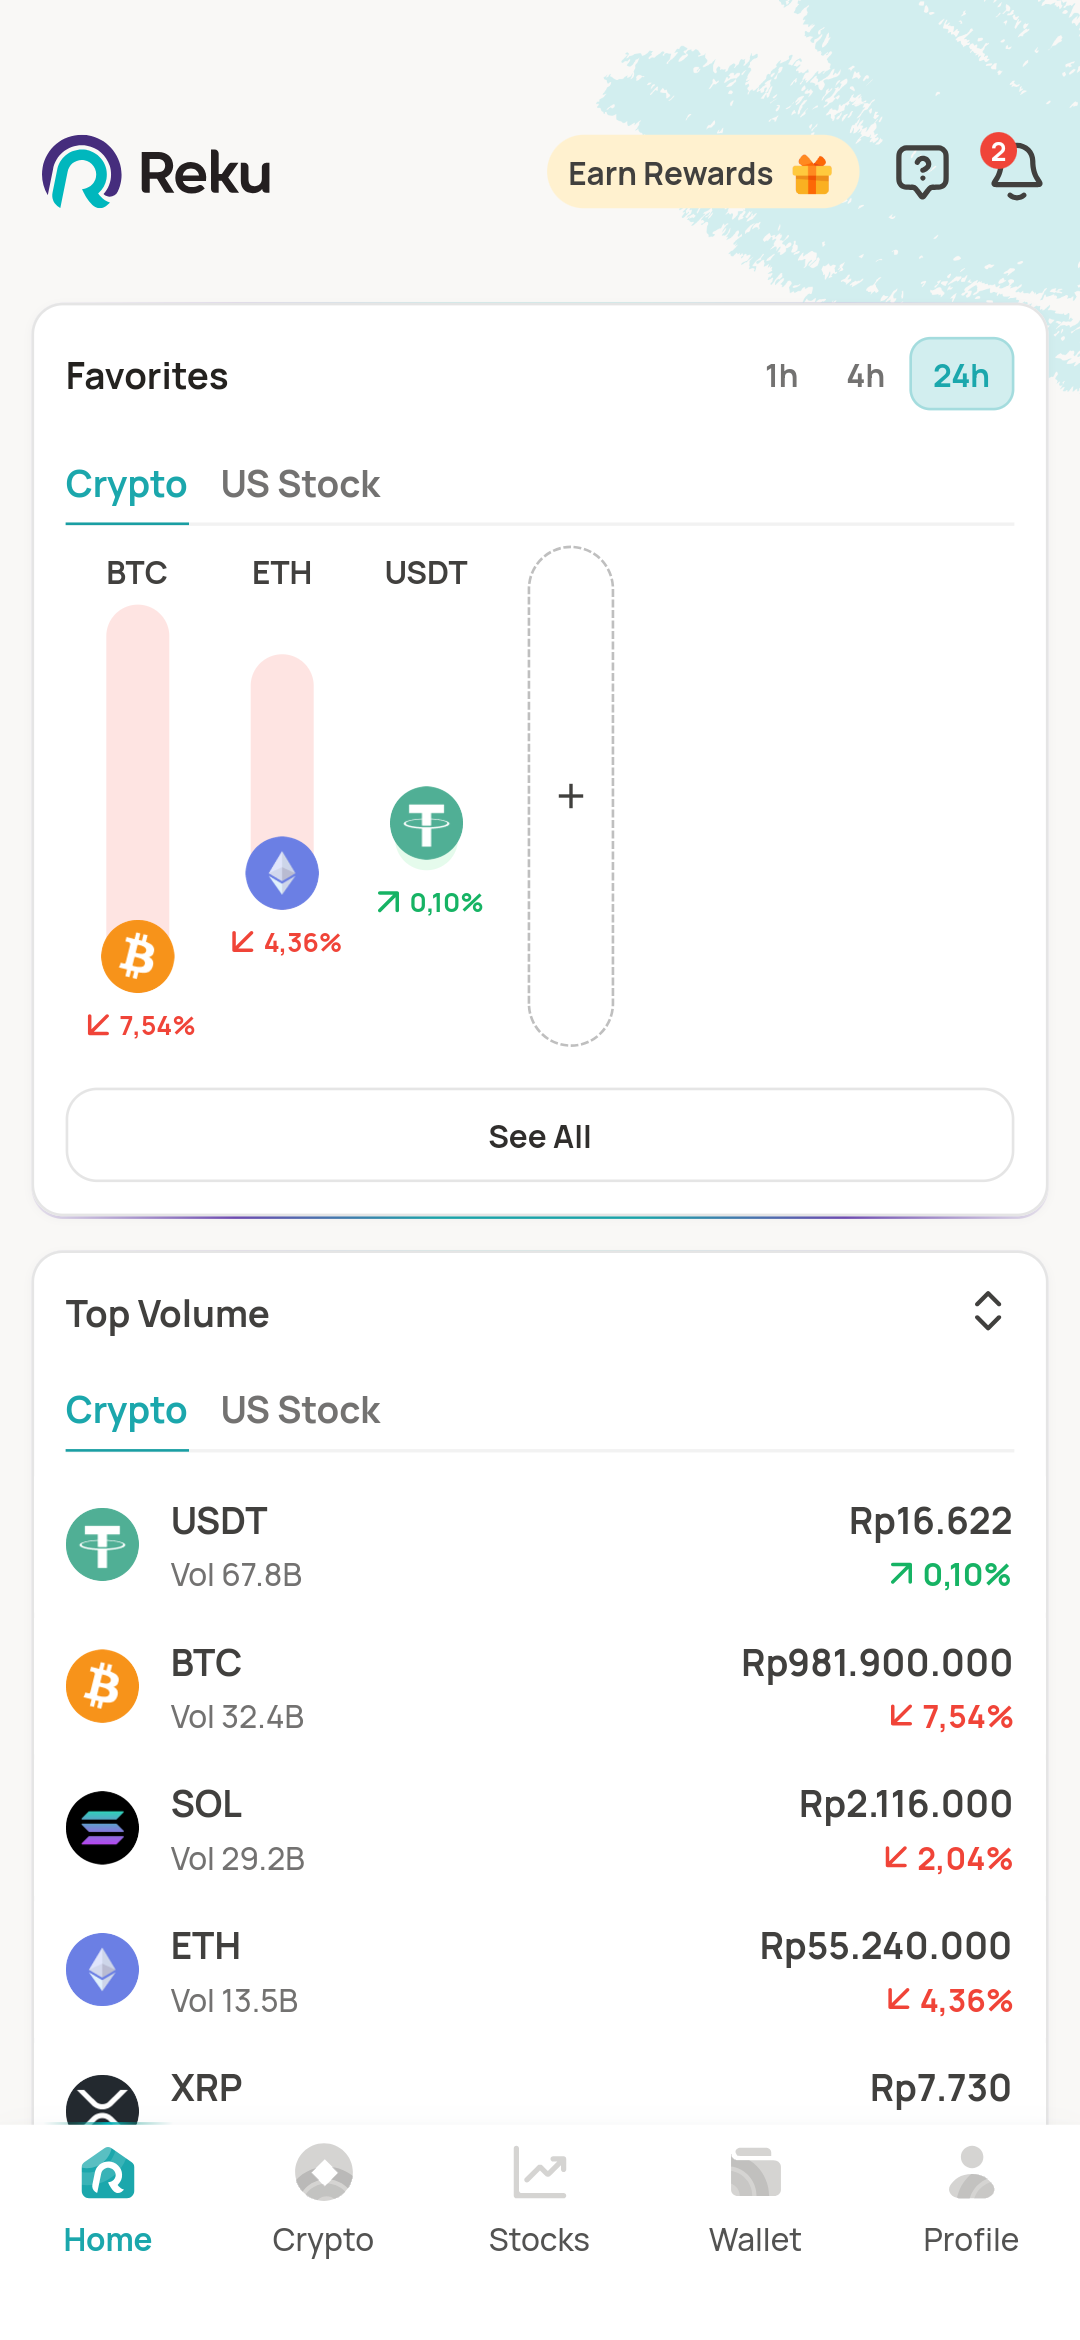 Reku
Earn Rewards
2
Favorites
1h 4h 24h
Crypto US Stock
BTC ETH USDT
0,10%
4,36%
7,54%
See All
Top Volume
Crypto US Stock
USDT Rp16.622
Vol 67.8B 0,10%
BTC Rp981.900.000
Vol 32.4B 7,54%
SOL Rp2.116.000
Vol 29.2B 2,04%
ETH Rp55.240.000
Vol 13.5B 4,36%
XRP Rp7.730
Home Crypto Stocks Wallet Profile